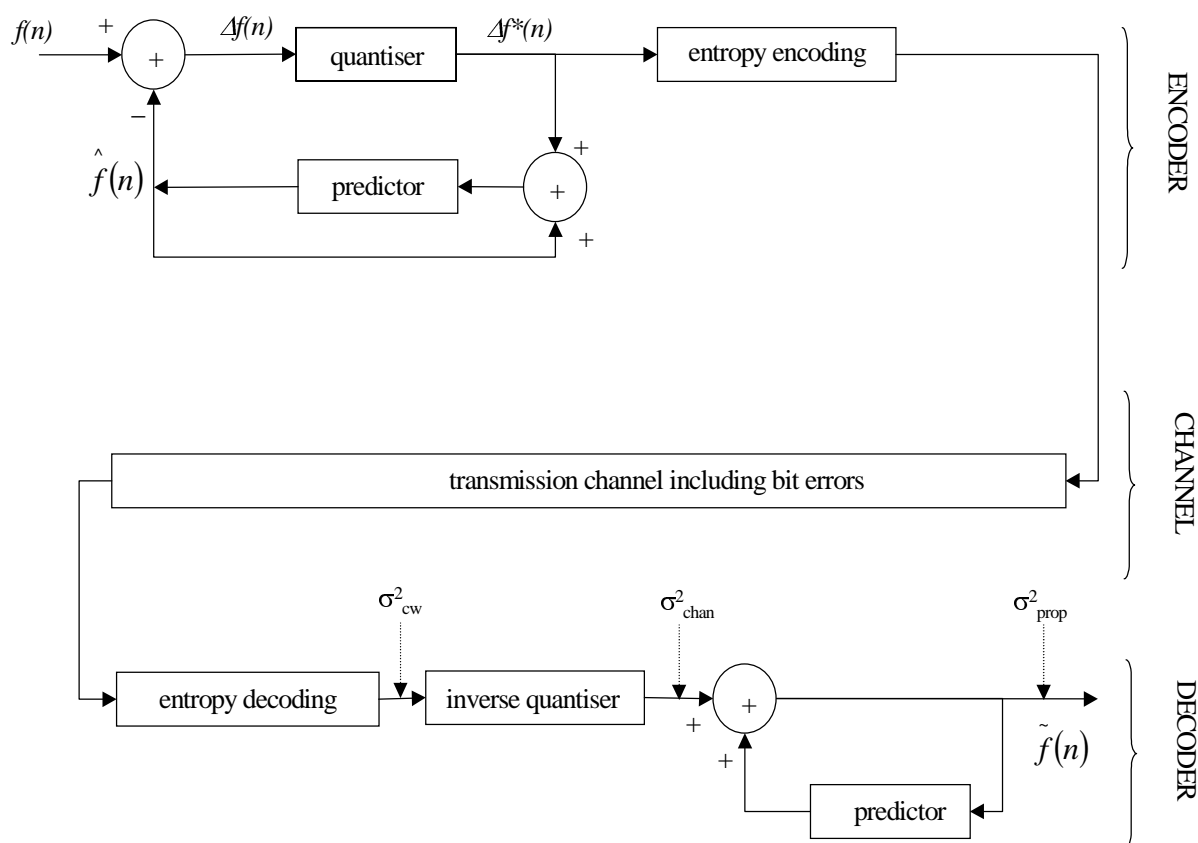 f(n)
+
+
Δf(n)
quantiser
Δf*(n)
entropy encoding
ENCODER
−
f̂(n)
predictor
+
+
+
CHANNEL
transmission channel including bit errors
σ²cw
σ²chan
σ²prop
entropy decoding
inverse quantiser
+
+
+
f̃(n)
predictor
DECODER